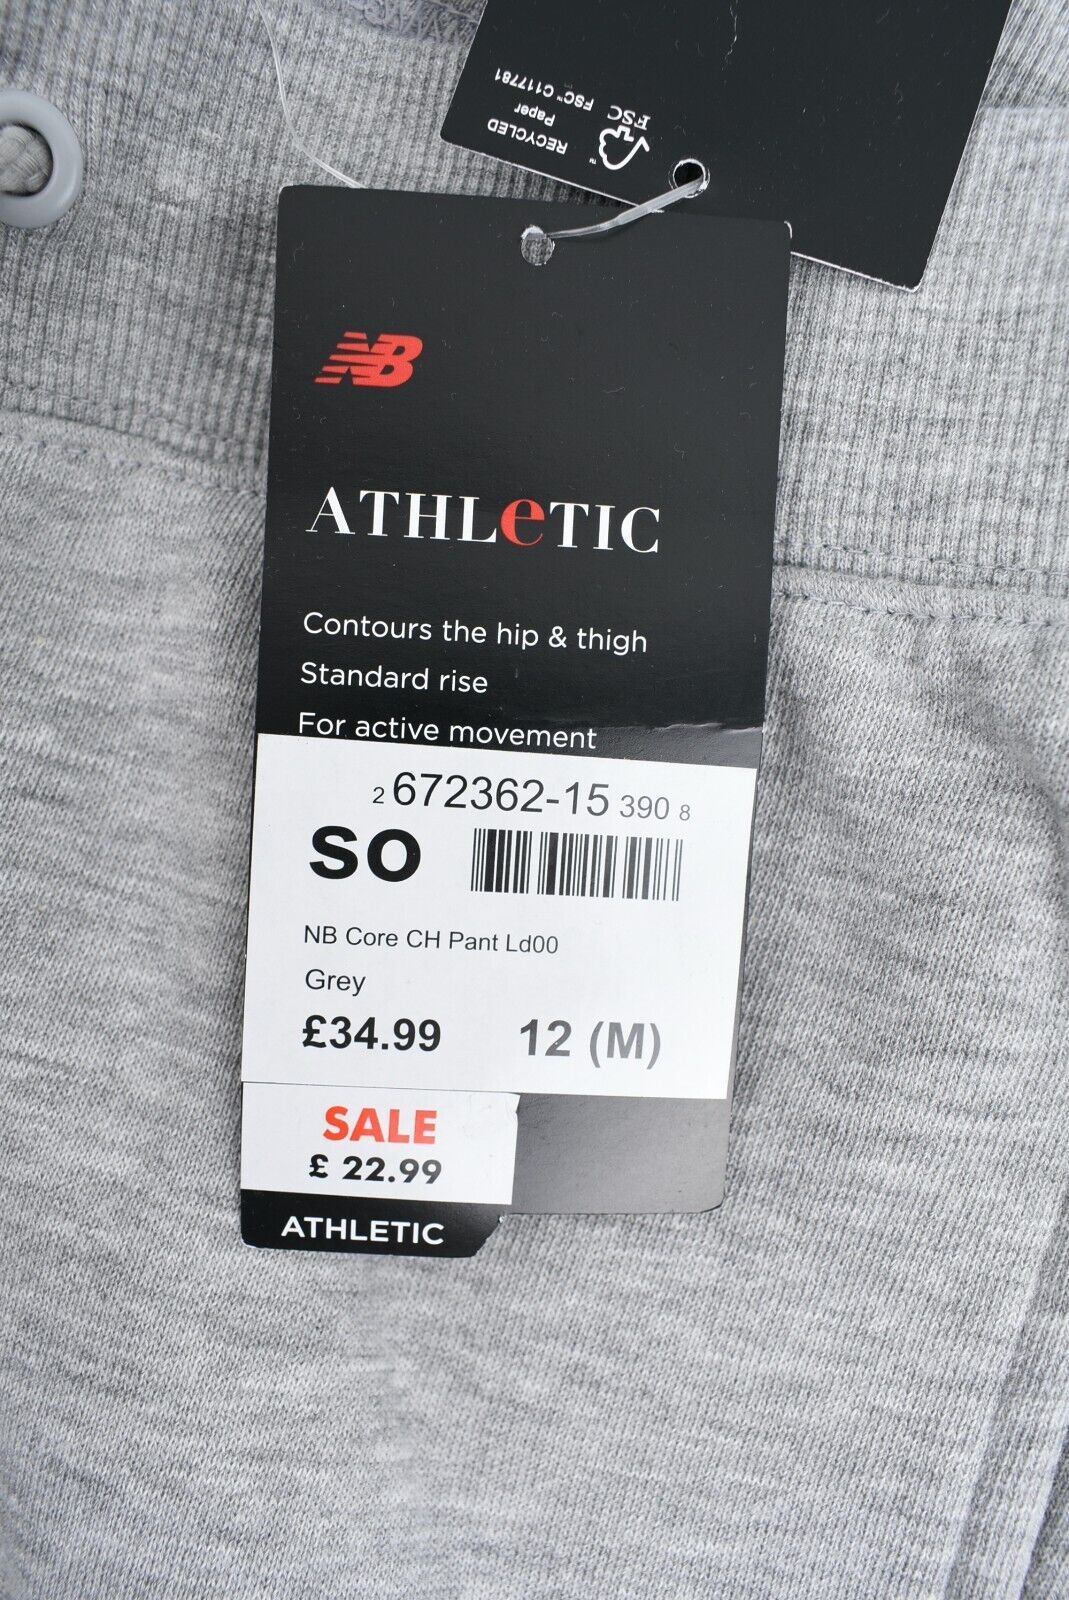 FSC™ C117781
FSC
Paper
RECYCLED
™
NB
ATHLeTIC
Contours the hip & thigh
Standard rise
For active movement
2 672362-15 390 8
SO
NB Core CH Pant Ld00
Grey
£34.99 12 (M)
SALE
£ 22.99
ATHLETIC